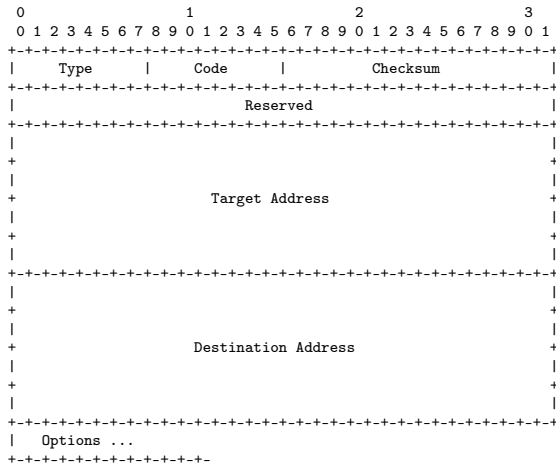 0                   1                   2                   3
0 1 2 3 4 5 6 7 8 9 0 1 2 3 4 5 6 7 8 9 0 1 2 3 4 5 6 7 8 9 0 1
+-+-+-+-+-+-+-+-+-+-+-+-+-+-+-+-+-+-+-+-+-+-+-+-+-+-+-+-+-+-+-+-+
|     Type      |     Code      |          Checksum             |
+-+-+-+-+-+-+-+-+-+-+-+-+-+-+-+-+-+-+-+-+-+-+-+-+-+-+-+-+-+-+-+-+
|                           Reserved                            |
+-+-+-+-+-+-+-+-+-+-+-+-+-+-+-+-+-+-+-+-+-+-+-+-+-+-+-+-+-+-+-+-+
|                                                               |
+                                                               +
|                                                               |
+                       Target Address                          +
|                                                               |
+                                                               +
|                                                               |
+-+-+-+-+-+-+-+-+-+-+-+-+-+-+-+-+-+-+-+-+-+-+-+-+-+-+-+-+-+-+-+-+
|                                                               |
+                                                               +
|                                                               |
+                     Destination Address                       +
|                                                               |
+                                                               +
|                                                               |
+-+-+-+-+-+-+-+-+-+-+-+-+-+-+-+-+-+-+-+-+-+-+-+-+-+-+-+-+-+-+-+-+
|   Options ...
+-+-+-+-+-+-+-+-+-+-+-+-